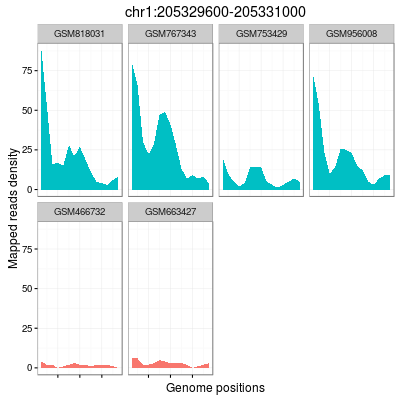 chr1:205329600-205331000
GSM818031 GSM767343 GSM753429 GSM956008
75
50
25
0
Mapped reads density
GSM466732 GSM663427
75
50
25
0
Genome positions